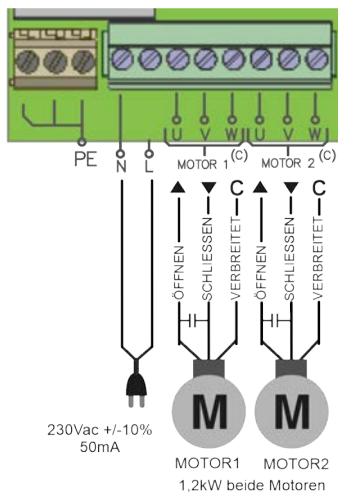 U V W U V W
PE N L MOTOR 1 (C) MOTOR 2 (C)
C C
ÖFFNEN
SCHLIESSEN
VERBREITET
ÖFFNEN
SCHLIESSEN
VERBREITET
M M
230Vac +/-10%
50mA
MOTOR1 MOTOR2
1,2kW beide Motoren